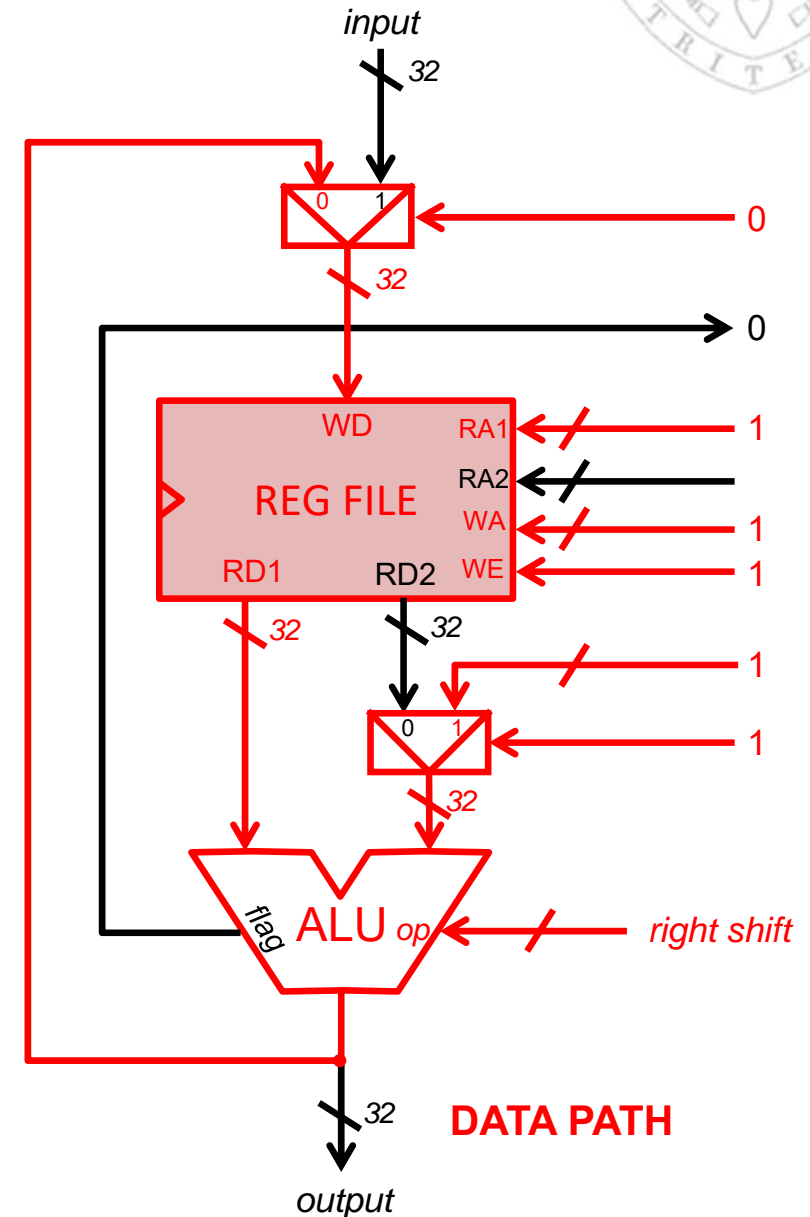 TRITE
input
32
0 1
0
32
0
WD
RA1
1
RA2
REG FILE
WA
1
RD1
RD2
WE
1
32
32
1
0 1
1
32
flag
ALU
op
right shift
32
DATA PATH
output